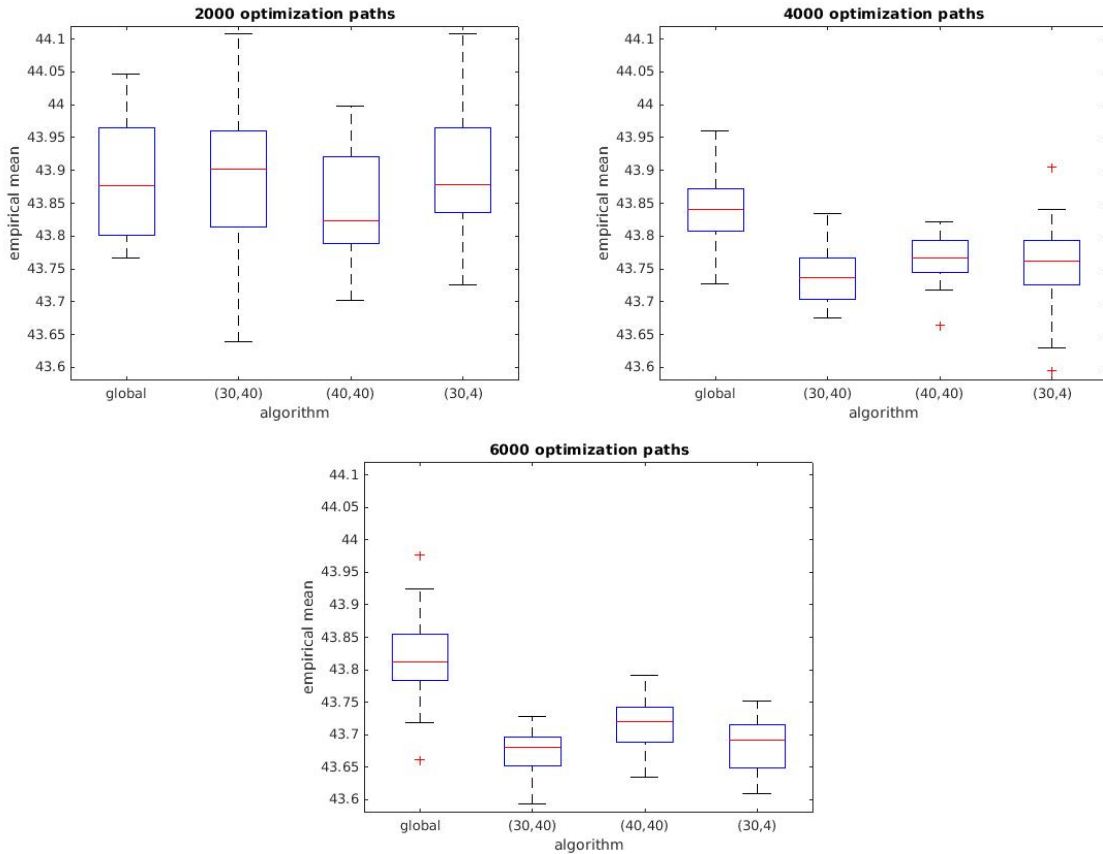 2000 optimization paths
44.1
44.05
44
43.95
43.9
43.85
43.8
43.75
43.7
43.65
43.6
empirical mean
global (30,40) (40,40) (30,4)
algorithm
4000 optimization paths
44.1
44.05
44
43.95
43.9
43.85
43.8
43.75
43.7
43.65
43.6
empirical mean
global (30,40) (40,40) (30,4)
algorithm
6000 optimization paths
44.1
44.05
44
43.95
43.9
43.85
43.8
43.75
43.7
43.65
43.6
empirical mean
global (30,40) (40,40) (30,4)
algorithm